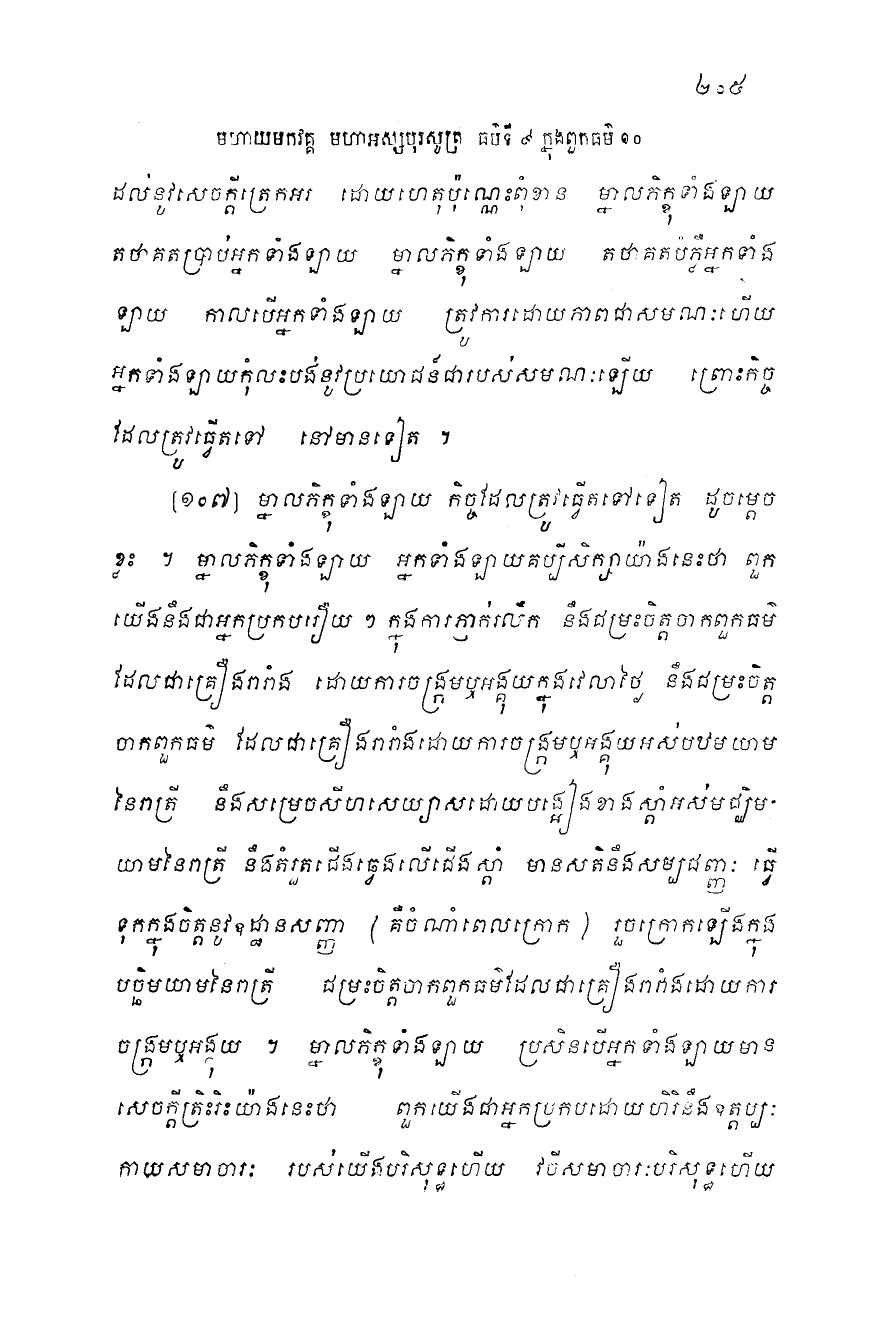 ២១៥
មហាយមកវគ្គ មហាអស្សបុរសូត្រ ធម៌ទី ៩ ក្នុងពួកធម៌ ១០
ដល់នូវសេចក្តីត្រេកអរ ដោយហេតុប៉ុណ្ណេះពុំខាន ម្នាលភិក្ខុទាំងឡាយ
តថាគតប្រាប់អ្នកទាំងឡាយ ម្នាលភិក្ខុទាំងឡាយ តថាគតបំភ្លឺអ្នកទាំង
ឡាយ កាលបើអ្នកទាំងឡាយ ត្រូវការដោយភាពជាសមណៈហើយ
អ្នកទាំងឡាយកុំលះបង់នូវប្រយោជន៍ជារបស់សមណៈឡើយ ព្រោះកិច្ច
ដែលត្រូវធ្វើតទៅ នៅមានទៀត ។
[១០៧] ម្នាលភិក្ខុទាំងឡាយ កិច្ចដែលត្រូវធ្វើតទៅទៀត ដូចម្តេច
ខ្លះ ។ ម្នាលភិក្ខុទាំងឡាយ អ្នកទាំងឡាយគប្បីសិក្សាយ៉ាងនេះថា ពួក
យើងនឹងជាអ្នកប្រកបរឿយ ៗ ក្នុងការភ្ញាក់រលឹក នឹងជម្រះចិត្តចាកពួកធម៌
ដែលជាគ្រឿងរារាំង ដោយការចង្ក្រមឬអង្គុយក្នុងវេលាថ្ងៃ នឹងជម្រះចិត្ត
ចាកពួកធម៌ ដែលជាគ្រឿងរារាំងដោយការចង្ក្រមឬអង្គុយអស់បឋមយាម
នៃរាត្រី នឹងសម្រេចសីហសេយ្យាសដោយបង្អៀងខាងស្តាំអស់មជ្ឈិម-
យាមនៃរាត្រី នឹងតំរួតជើងឆ្វេងលើជើងស្តាំ មានសតិនឹងសម្បជញ្ញៈ ធ្វើ
ទុកក្នុងចិត្តនូវឧដ្ឋានសញ្ញា (គឺចំណាំពេលក្រោក) រួចក្រោកឡើងក្នុង
បច្ឆិមយាមនៃរាត្រី ជម្រះចិត្តចាកពួកធម៌ដែលជាគ្រឿងរារាំងដោយការ
ចង្ក្រមឬអង្គុយ ។ ម្នាលភិក្ខុទាំងឡាយ ប្រសិនបើអ្នកទាំងឡាយមាន
សេចក្តីត្រិះរិះយ៉ាងនេះថា ពួកយើងជាអ្នកប្រកបដោយហិរិនឹងឧត្តប្បៈ
កាយសមាចារៈ របស់យើងបរិសុទ្ធហើយ វចីសមាចារៈបរិសុទ្ធហើយ